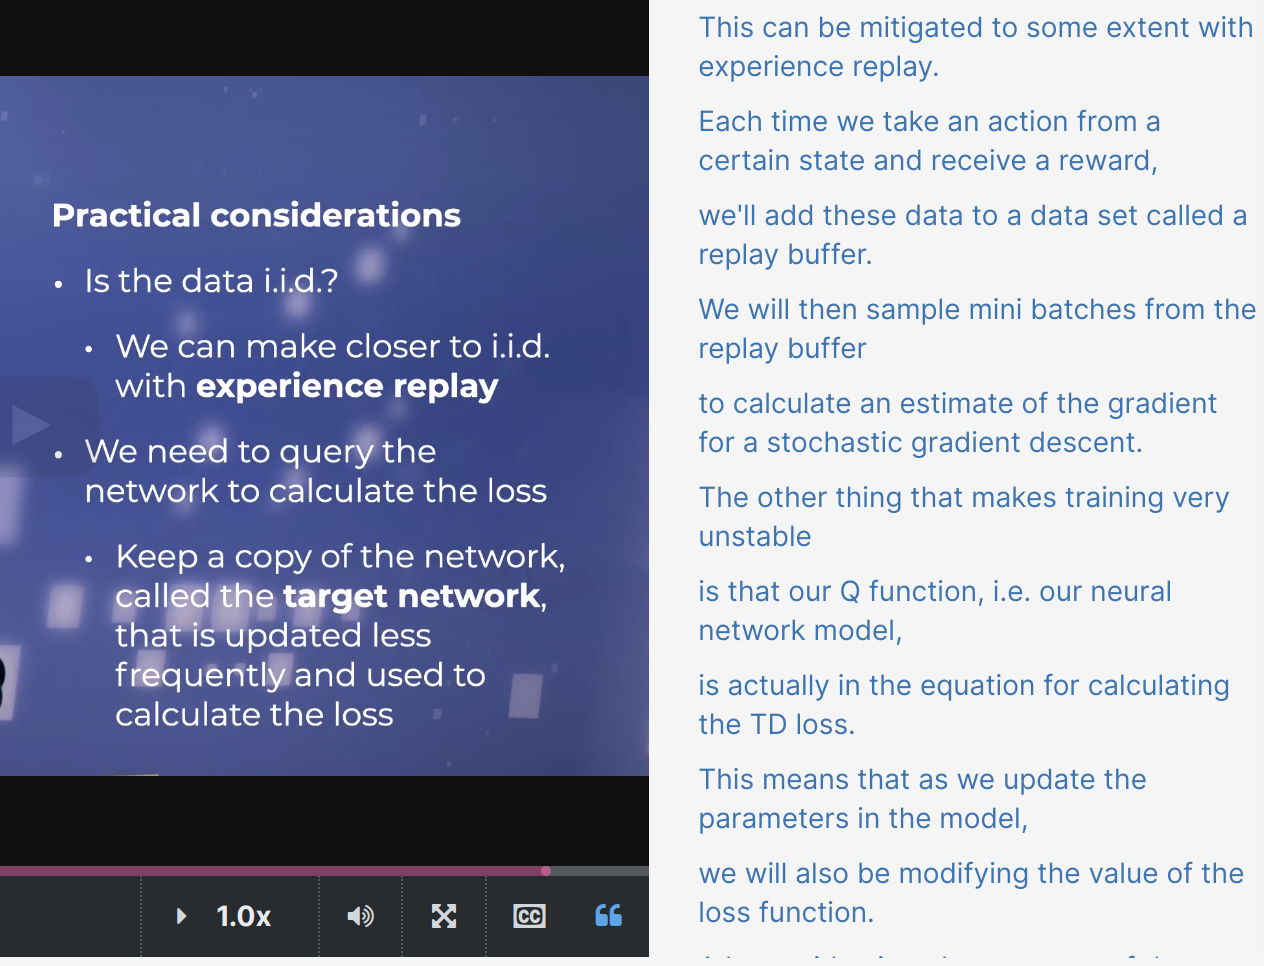 Practical considerations
• Is the data i.i.d.?
• We can make closer to i.i.d.
with experience replay
• We need to query the
network to calculate the loss
• Keep a copy of the network,
called the target network,
that is updated less
frequently and used to
calculate the loss
1.0x
CC
This can be mitigated to some extent with
experience replay.
Each time we take an action from a
certain state and receive a reward,
we'll add these data to a data set called a
replay buffer.
We will then sample mini batches from the
replay buffer
to calculate an estimate of the gradient
for a stochastic gradient descent.
The other thing that makes training very
unstable
is that our Q function, i.e. our neural
network model,
is actually in the equation for calculating
the TD loss.
This means that as we update the
parameters in the model,
we will also be modifying the value of the
loss function.